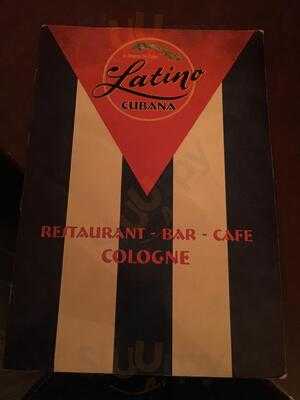 Latino
CUBANA
RESTAURANT - BAR - CAFE
COLOGNE